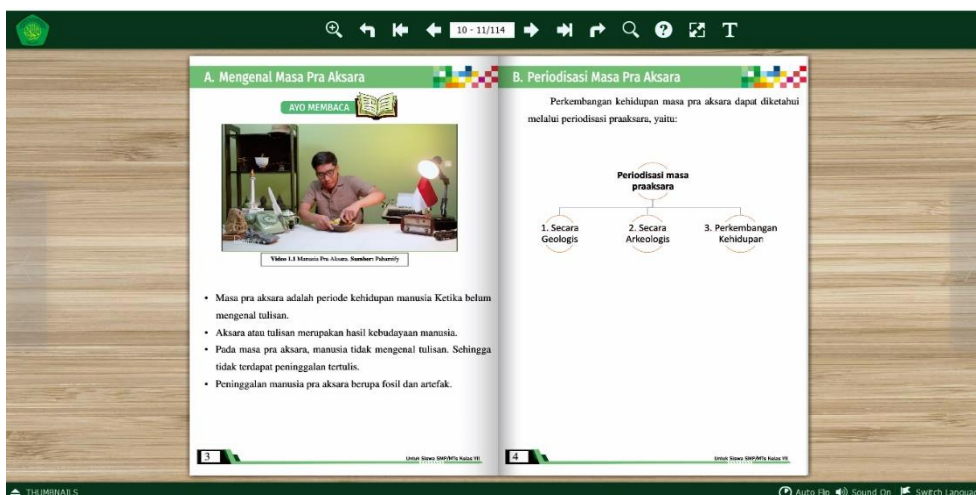 10 - 11/114
T
A. Mengenal Masa Pra Aksara
AYO MEMBACA
Video 1.1 Manusia Pra Aksara. Sumber: Pahamify
• Masa pra aksara adalah periode kehidupan manusia Ketika belum
mengenal tulisan.
• Aksara atau tulisan merupakan hasil kebudayaan manusia.
• Pada masa pra aksara, manusia tidak mengenal tulisan. Sehingga
tidak terdapat peninggalan tertulis.
• Peninggalan manusia pra aksara berupa fosil dan artefak.
3
Untuk Siswa SMP/MTs Kelas VII
B. Periodisasi Masa Pra Aksara
Perkembangan kehidupan masa pra aksara dapat diketahui
melalui periodisasi praaksara, yaitu:
Periodisasi masa
praaksara
1. Secara
Geologis
2. Secara
Arkeologis
3. Perkembangan
Kehidupan
4
Untuk Siswa SMP/MTs Kelas VII
THUMBNAILS
Auto Flip
Sound On
Switch Languag